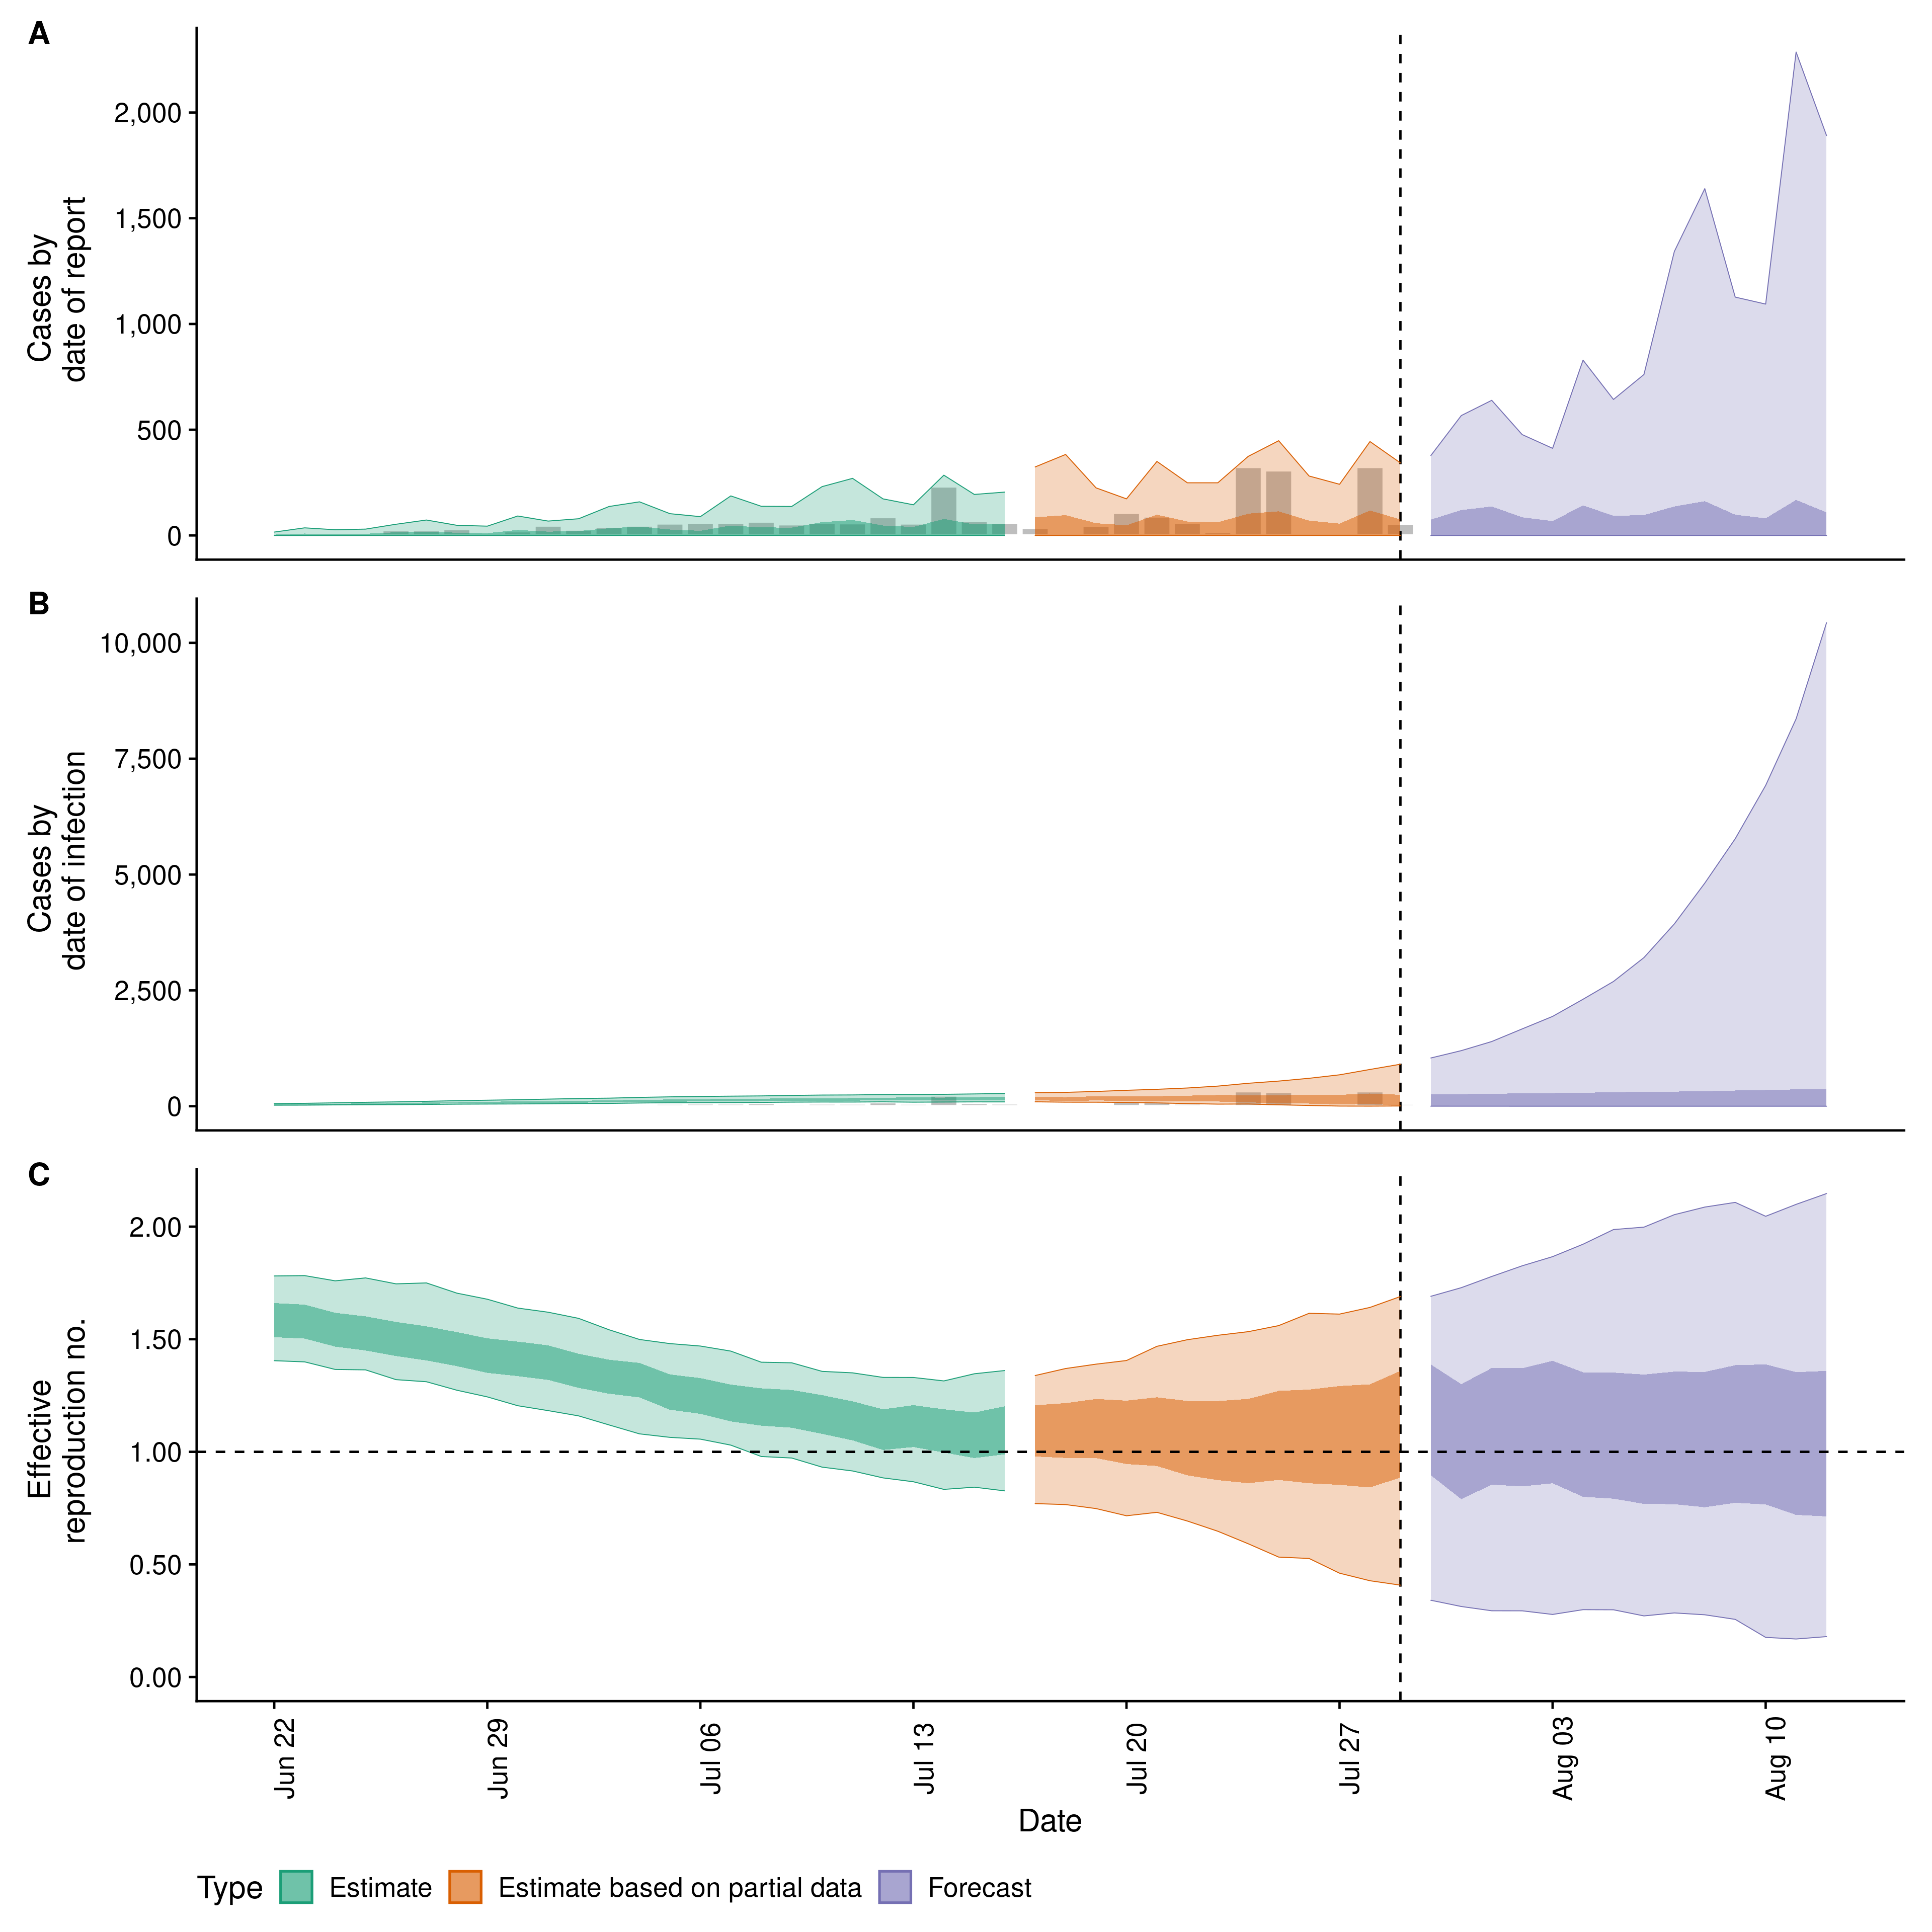 A
2,000
1,500
1,000
500
0
Cases by
date of report
B
10,000
7,500
5,000
2,500
0
Cases by
date of infection
C
2.00
1.50
1.00
0.50
0.00
Effective
reproduction no.
Jun 22
Jun 29
Jul 06
Jul 13
Jul 20
Jul 27
Aug 03
Aug 10
Date
Type Estimate Estimate based on partial data Forecast